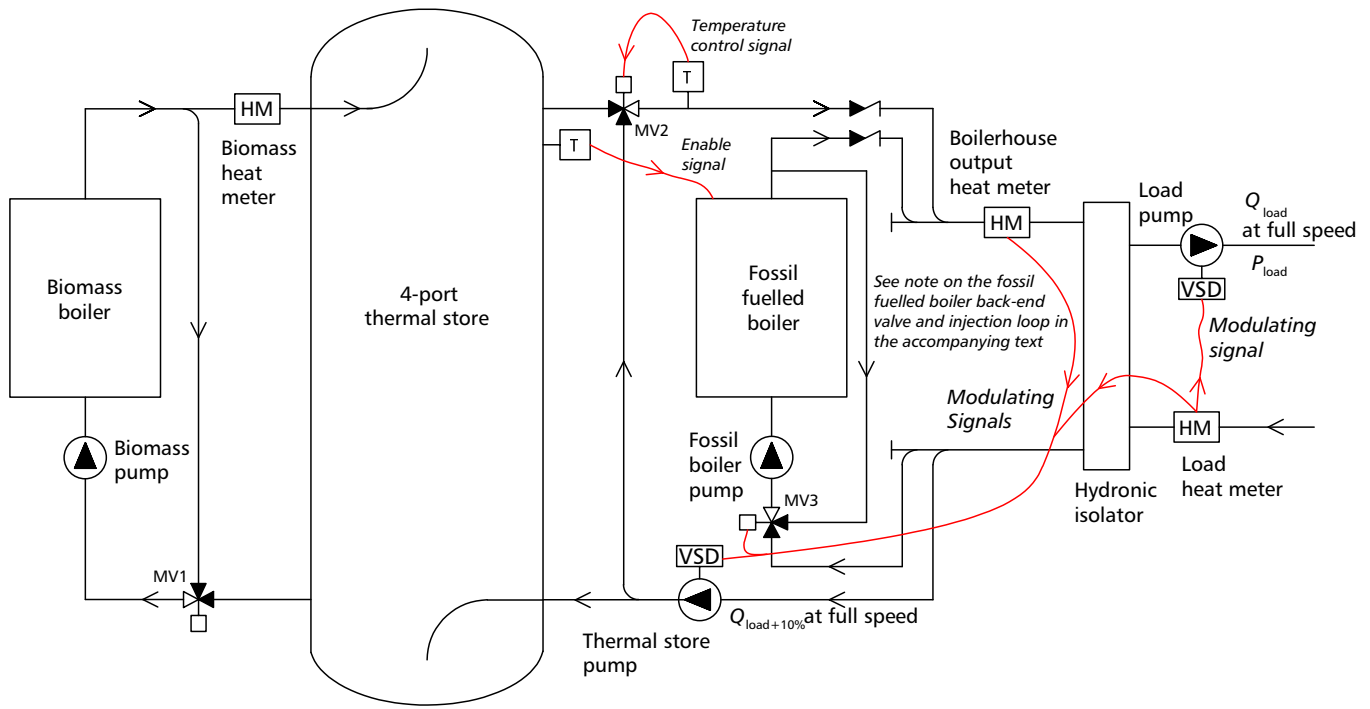 Temperature
control signal
T
HM
MV2
Biomass
heat
meter
T
Enable
signal
Boilerhouse
output
heat meter
HM
Load
pump
Q load
at full speed
P load
VSD
Biomass
boiler
4-port
thermal store
Fossil
fuelled
boiler
See note on the fossil
fuelled boiler back-end
valve and injection loop in
the accompanying text
Modulating
signal
Modulating
Signals
HM
Load
heat meter
Biomass
pump
Fossil
boiler
pump
MV3
Hydronic
isolator
MV1
VSD
Q load+10% at full speed
Thermal store
pump